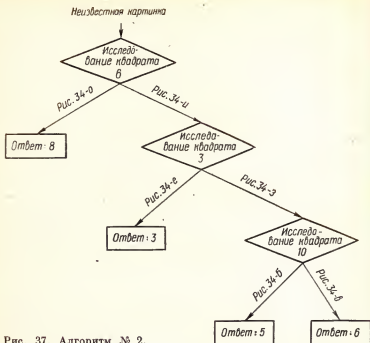 Неизвестная картинка
Исследо-
вание квадрата
6
Рис. 34-о
Рис. 34-и
Ответ: 8
Исследо-
вание квадрата
3
Рис. 34-е
Рис. 34-з
Ответ: 3
Исследо-
вание квадрата
10
Рис. 34-б
Рис. 34-в
Ответ: 5
Ответ: 6
Рис. 37. Алгоритм № 2.